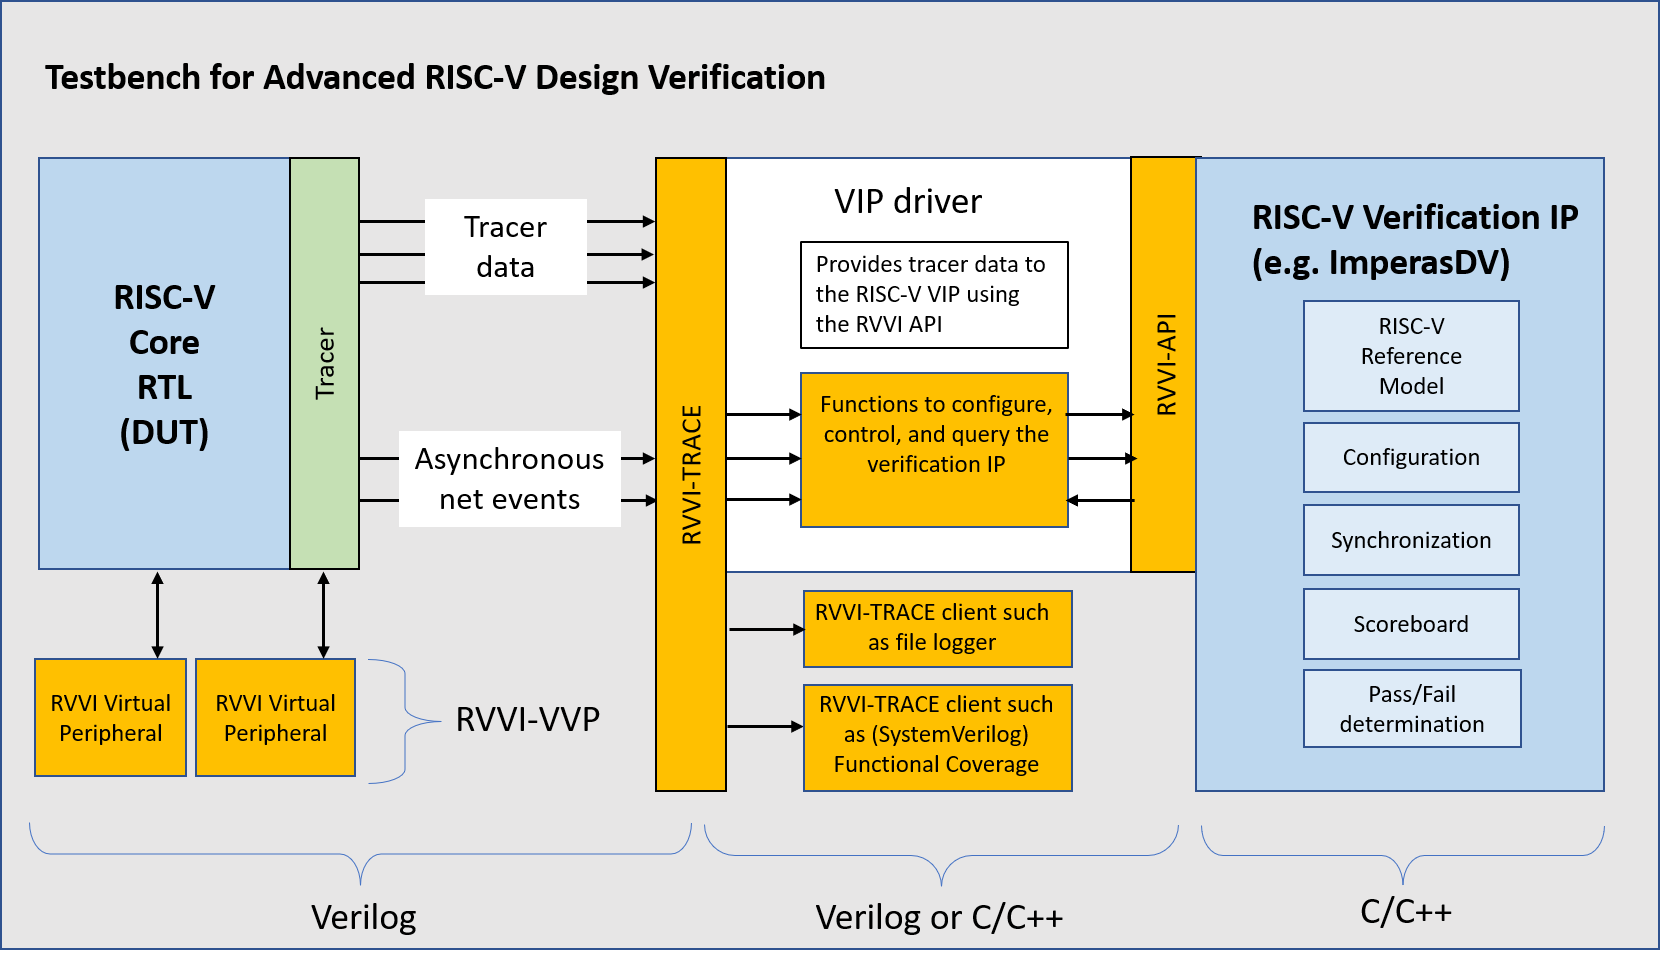 Testbench for Advanced RISC-V Design Verification
RISC-V
Core
RTL
(DUT)
Tracer
Tracer
data
Asynchronous
net events
RVVI-TRACE
VIP driver
Provides tracer data to
the RISC-V VIP using
the RVVI API
Functions to configure,
control, and query the
verification IP
RVVI-API
RISC-V Verification IP
(e.g. ImperasDV)
RISC-V
Reference
Model
Configuration
Synchronization
Scoreboard
Pass/Fail
determination
RVVI-TRACE client such
as file logger
RVVI-TRACE client such
as (SystemVerilog)
Functional Coverage
RVVI Virtual
Peripheral
RVVI Virtual
Peripheral
RVVI-VVP
Verilog
Verilog or C/C++
C/C++